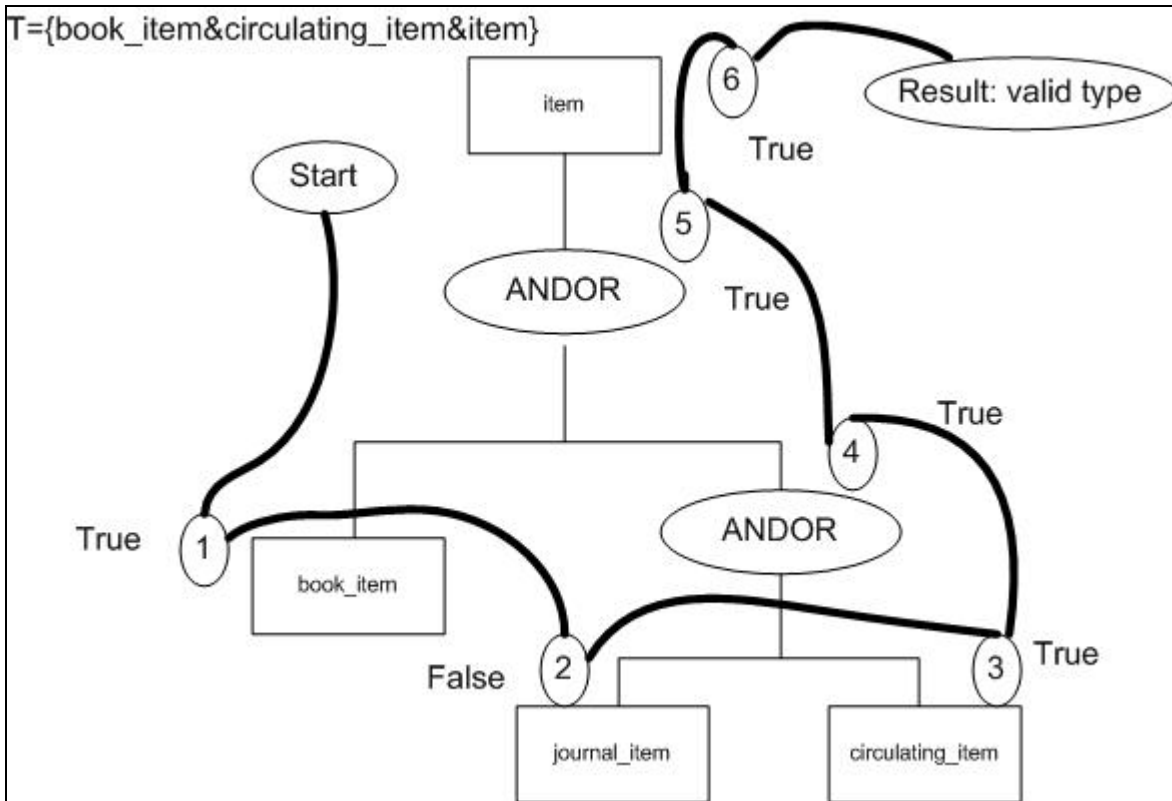 T={book_item&circulating_item&item}
6
Result: valid type
item
True
Start
5
ANDOR
True
True
4
True
1
ANDOR
book_item
False
2
3
True
journal_item
circulating_item